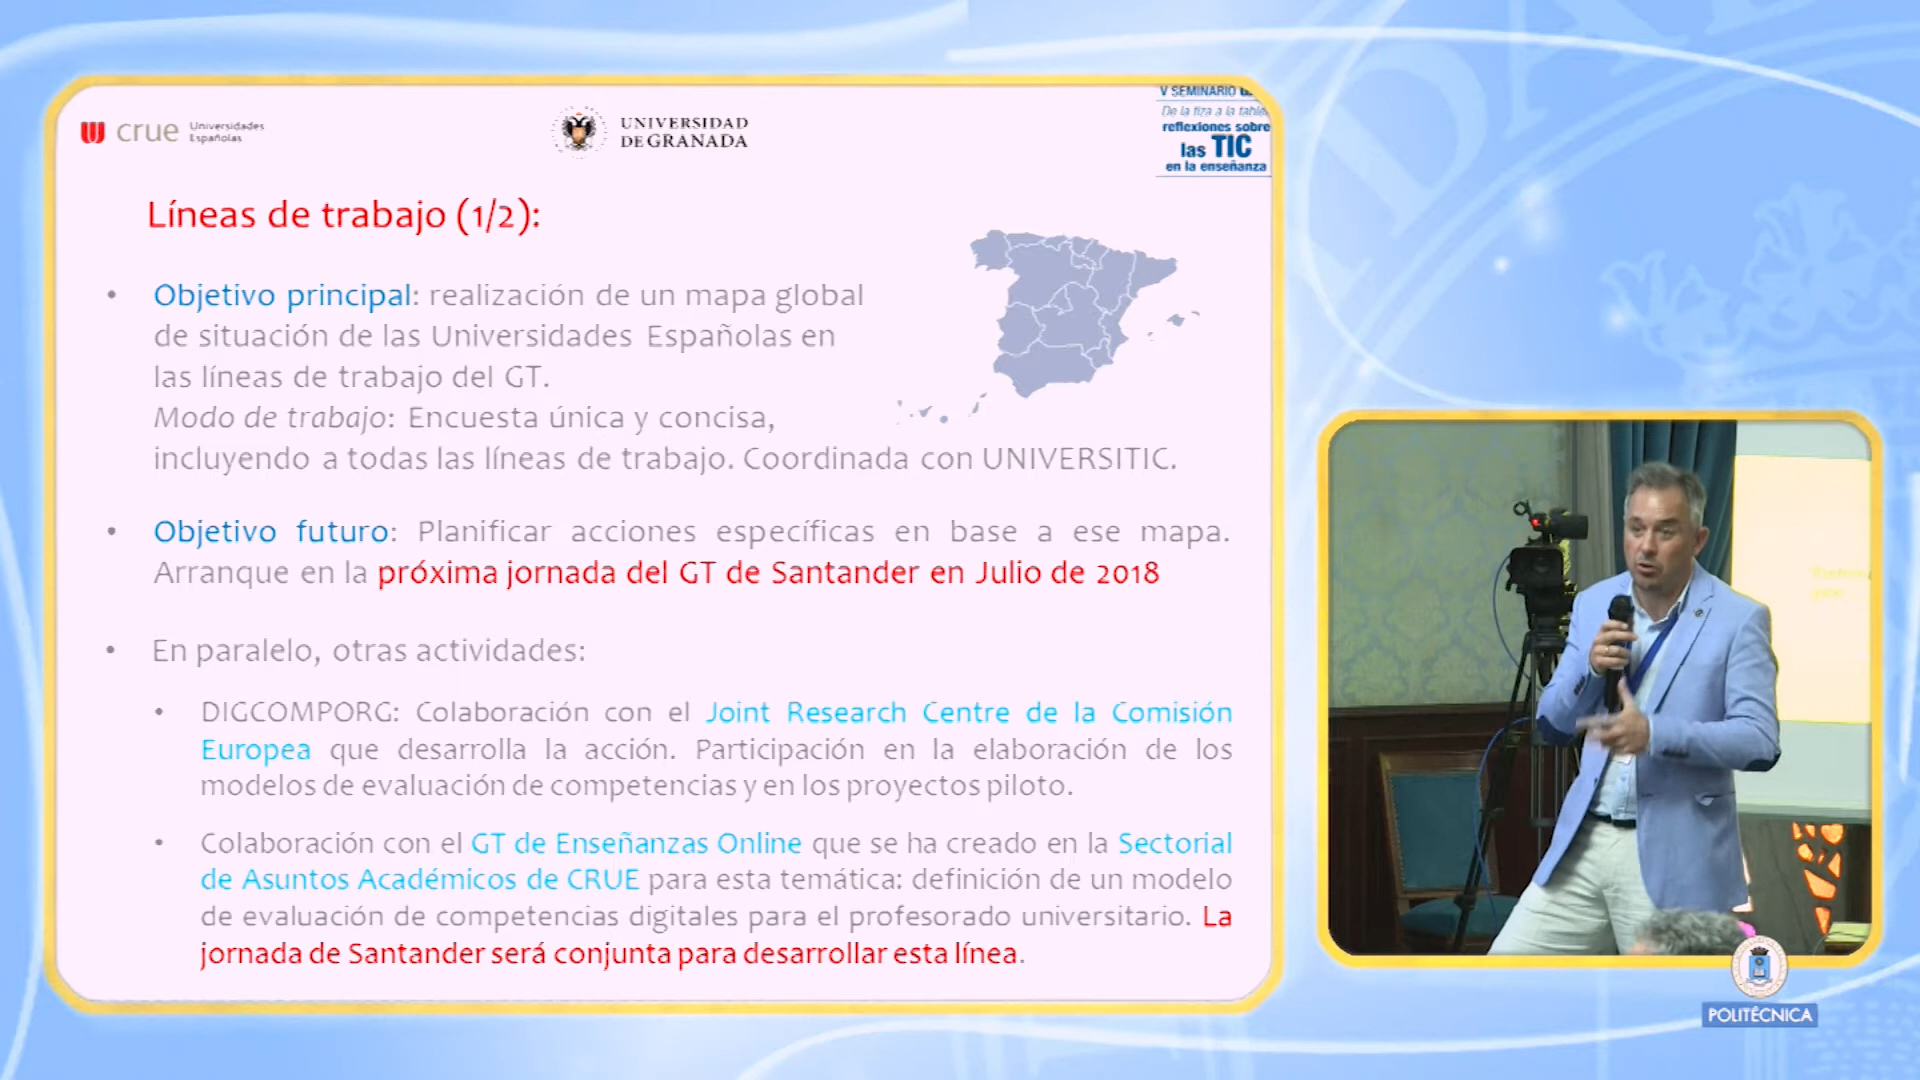 crue Universidades
Españolas
UNIVERSIDAD
DE GRANADA
V SEMINARIO
De la tiza a la tablet
reflexiones sobre
las TIC
en la enseñanza
Líneas de trabajo (1/2):
• Objetivo principal: realización de un mapa global
de situación de las Universidades Españolas en
las líneas de trabajo del GT.
Modo de trabajo: Encuesta única y concisa,
incluyendo a todas las líneas de trabajo. Coordinada con UNIVERSITIC.
• Objetivo futuro: Planificar acciones específicas en base a ese mapa.
Arranque en la próxima jornada del GT de Santander en Julio de 2018
• En paralelo, otras actividades:
• DIGCOMPORG: Colaboración con el Joint Research Centre de la Comisión
Europea que desarrolla la acción. Participación en la elaboración de los
modelos de evaluación de competencias y en los proyectos piloto.
• Colaboración con el GT de Enseñanzas Online que se ha creado en la Sectorial
de Asuntos Académicos de CRUE para esta temática: definición de un modelo
de evaluación de competencias digitales para el profesorado universitario. La
jornada de Santander será conjunta para desarrollar esta línea.
POLITÉCNICA